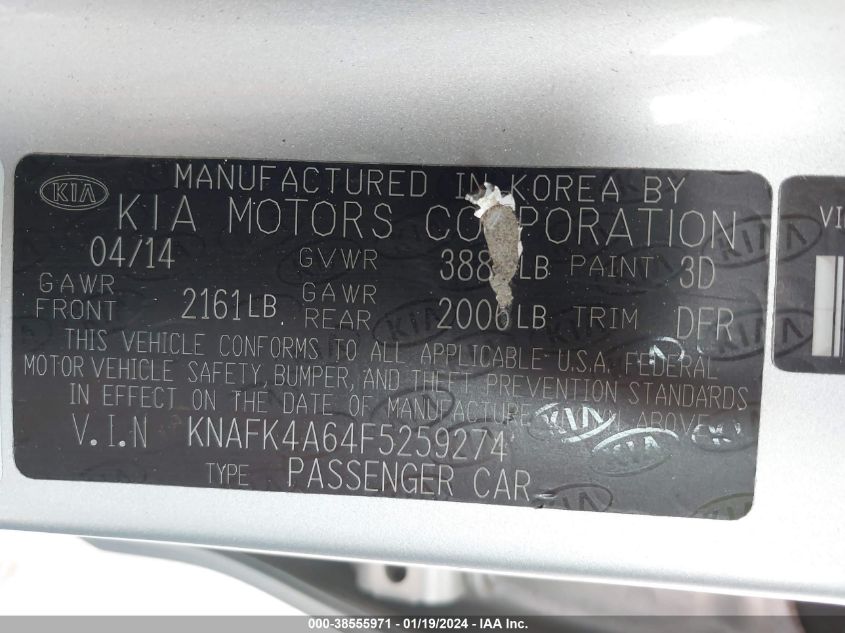 KIA
MANUFACTURED IN KOREA BY
KIA MOTORS CORPORATION
04/14 GVWR LB PAINT 3D
GAWR FRONT 2161LB GAWR REAR 2006LB TRIM DFR
THIS VEHICLE CONFORMS TO ALL APPLICABLE U.S.A. FEDERAL
MOTOR VEHICLE SAFETY, BUMPER, AND THEFT PREVENTION STANDARDS
IN EFFECT ON THE DATE OF MANUFACTURE SHOWN ABOVE.
V.I.N KNAFK4A64F5259274
TYPE PASSENGER CAR
VI
000-38555971 - 01/19/2024 - IAA, Inc.